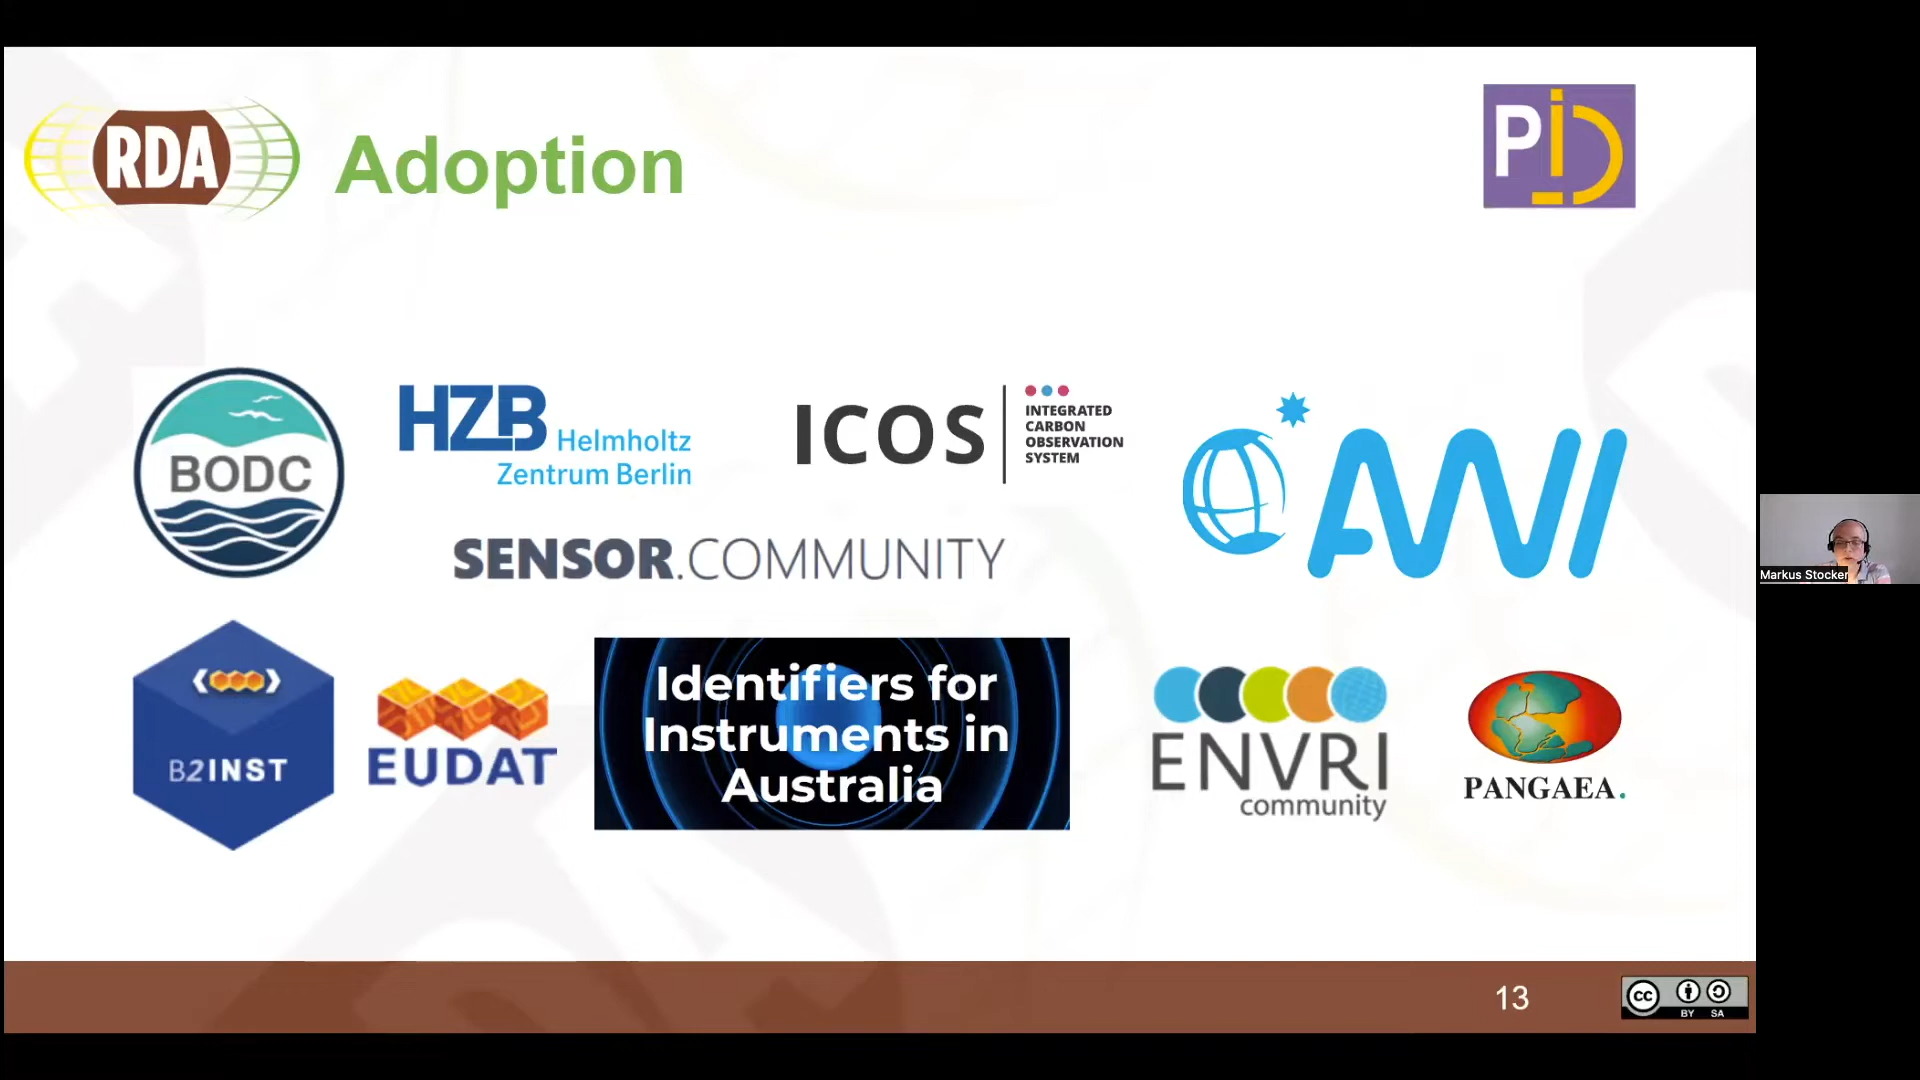 RDA
Adoption
PID
BODC
HZB Helmholtz
Zentrum Berlin
ICOS
INTEGRATED
CARBON
OBSERVATION
SYSTEM
AWI
SENSOR.COMMUNITY
B2INST
EUDAT
Identifiers for
Instruments in
Australia
ENVRI
community
PANGAEA.
Markus Stocker
13
cc
BY SA